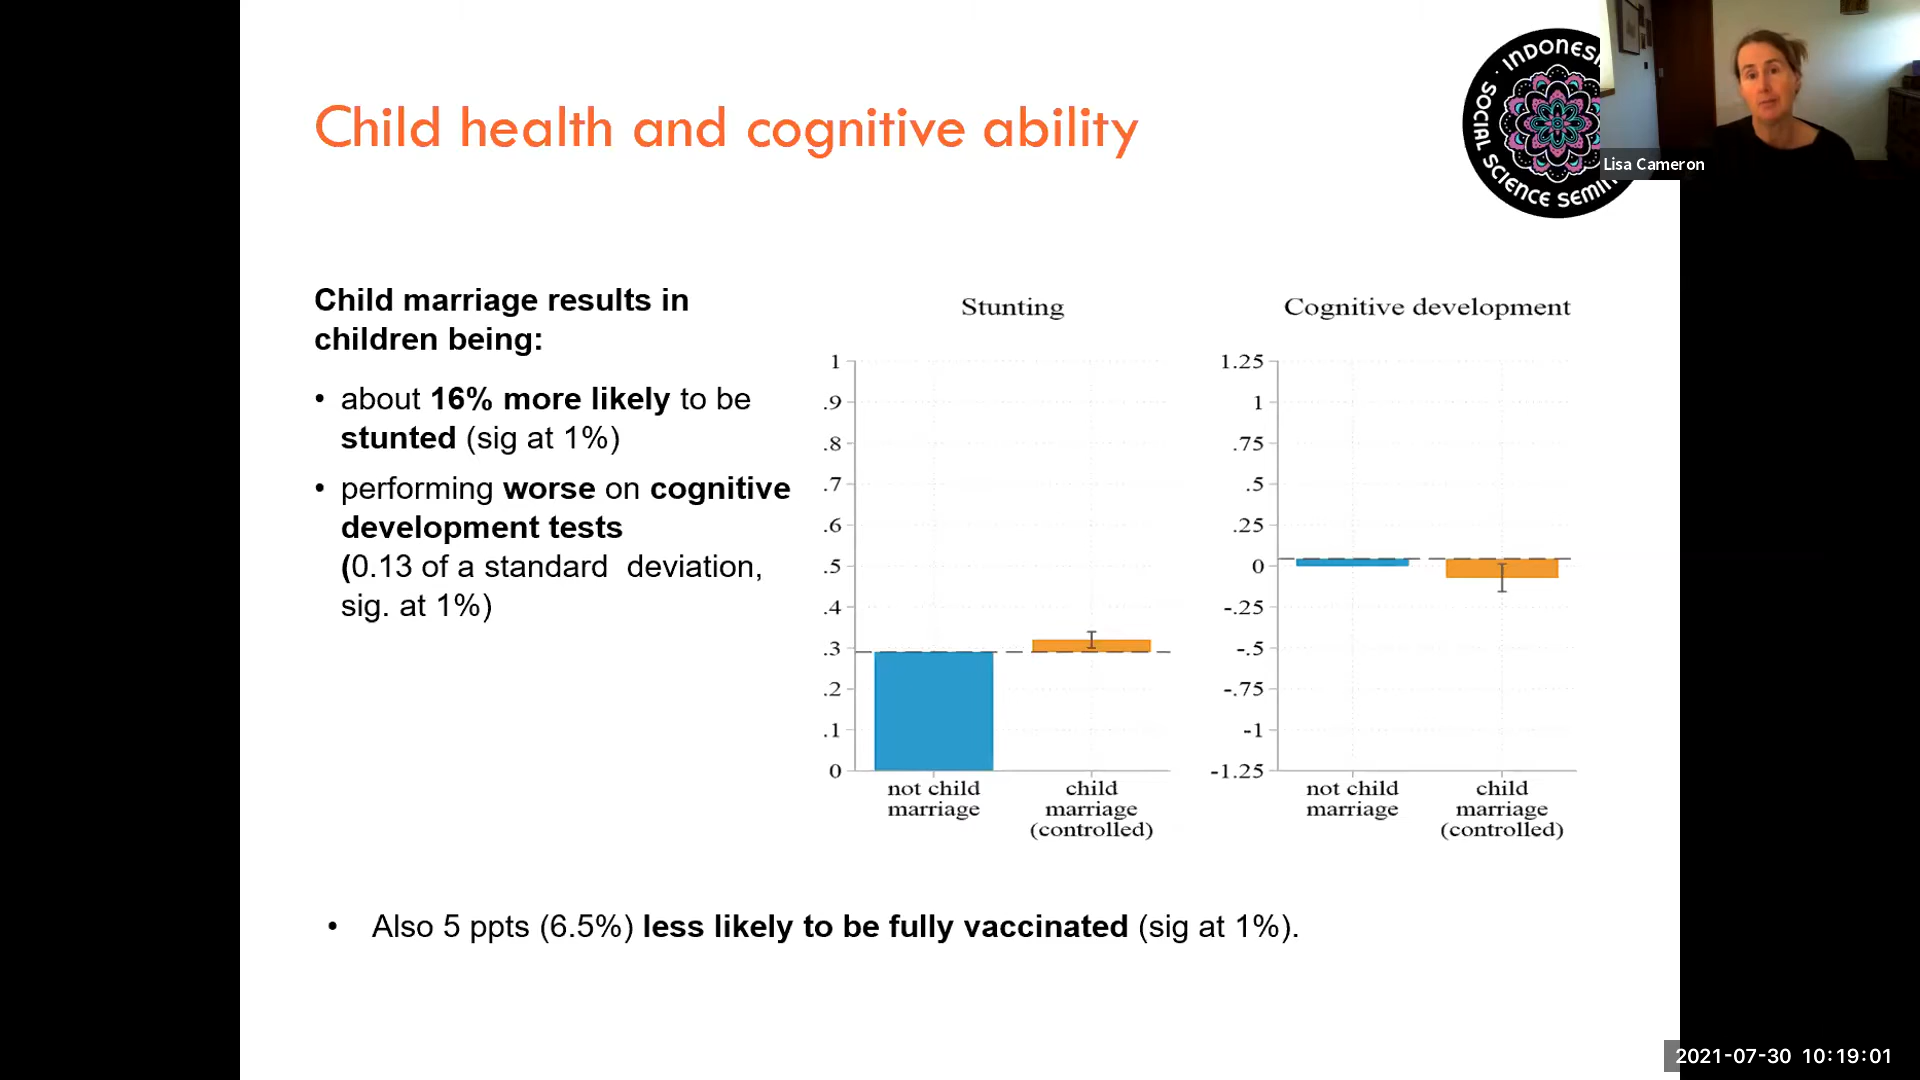 Child health and cognitive ability
INDONESI
SOCIAL SCIENCE SEMIN
Lisa Cameron
Child marriage results in
children being:
• about 16% more likely to be
stunted (sig at 1%)
• performing worse on cognitive
development tests
(0.13 of a standard deviation,
sig. at 1%)
Stunting
1
.9
.8
.7
.6
.5
.4
.3
.2
.1
0
not child
marriage
child
marriage
(controlled)
Cognitive development
1.25
1
.75
.5
.25
0
-.25
-.5
-.75
-1
-1.25
not child
marriage
child
marriage
(controlled)
• Also 5 ppts (6.5%) less likely to be fully vaccinated (sig at 1%).
2021-07-30 10:19:01